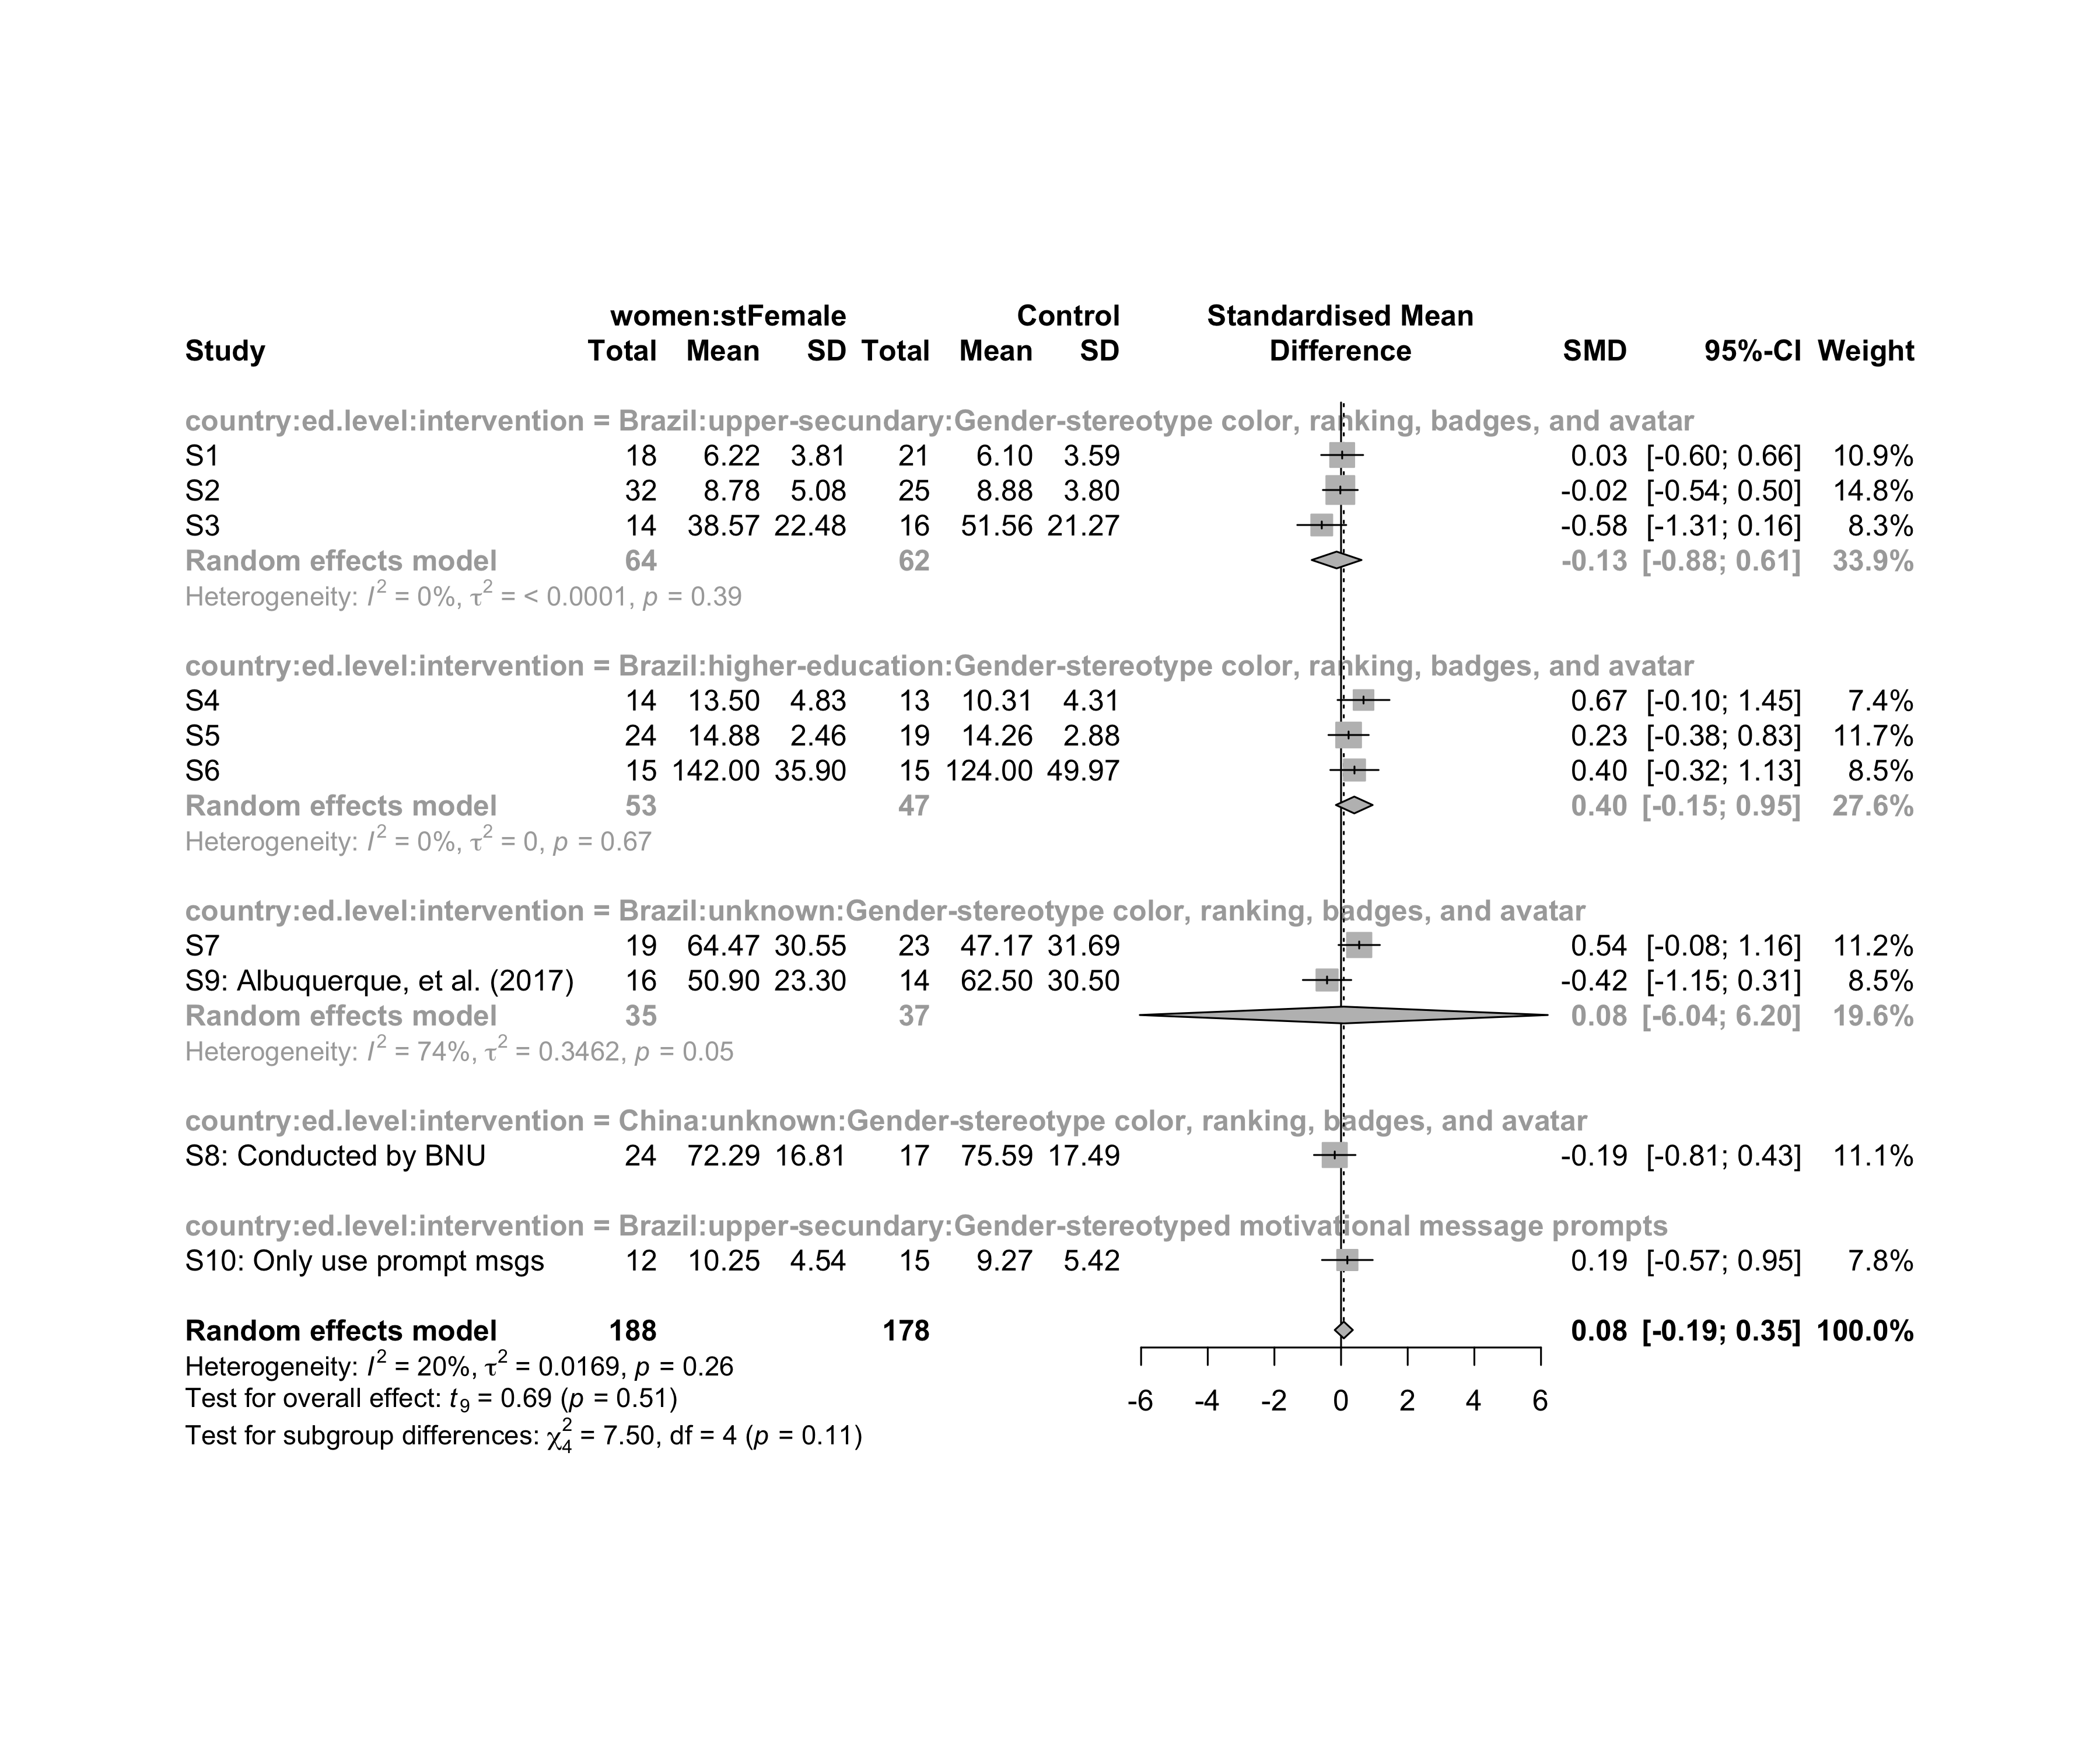 women:stFemale Control Standardised Mean
Study Total Mean SD Total Mean SD Difference SMD 95%-CI Weight
country:ed.level:intervention = Brazil:upper-secundary:Gender-stereotype color, ranking, badges, and avatar
S1 18 6.22 3.81 21 6.10 3.59 0.03 [-0.60; 0.66] 10.9%
S2 32 8.78 5.08 25 8.88 3.80 -0.02 [-0.54; 0.50] 14.8%
S3 14 38.57 22.48 16 51.56 21.27 -0.58 [-1.31; 0.16] 8.3%
Random effects model 64 62 -0.13 [-0.88; 0.61] 33.9%
Heterogeneity: I² = 0%, τ² = < 0.0001, p = 0.39
country:ed.level:intervention = Brazil:higher-education:Gender-stereotype color, ranking, badges, and avatar
S4 14 13.50 4.83 13 10.31 4.31 0.67 [-0.10; 1.45] 7.4%
S5 24 14.88 2.46 19 14.26 2.88 0.23 [-0.38; 0.83] 11.7%
S6 15 142.00 35.90 15 124.00 49.97 0.40 [-0.32; 1.13] 8.5%
Random effects model 53 47 0.40 [-0.15; 0.95] 27.6%
Heterogeneity: I² = 0%, τ² = 0, p = 0.67
country:ed.level:intervention = Brazil:unknown:Gender-stereotype color, ranking, badges, and avatar
S7 19 64.47 30.55 23 47.17 31.69 0.54 [-0.08; 1.16] 11.2%
S9: Albuquerque, et al. (2017) 16 50.90 23.30 14 62.50 30.50 -0.42 [-1.15; 0.31] 8.5%
Random effects model 35 37 0.08 [-6.04; 6.20] 19.6%
Heterogeneity: I² = 74%, τ² = 0.3462, p = 0.05
country:ed.level:intervention = China:unknown:Gender-stereotype color, ranking, badges, and avatar
S8: Conducted by BNU 24 72.29 16.81 17 75.59 17.49 -0.19 [-0.81; 0.43] 11.1%
country:ed.level:intervention = Brazil:upper-secundary:Gender-stereotyped motivational message prompts
S10: Only use prompt msgs 12 10.25 4.54 15 9.27 5.42 0.19 [-0.57; 0.95] 7.8%
Random effects model 188 178 0.08 [-0.19; 0.35] 100.0%
Heterogeneity: I² = 20%, τ² = 0.0169, p = 0.26
Test for overall effect: t₉ = 0.69 (p = 0.51)
-6 -4 -2 0 2 4 6
Test for subgroup differences: χ²₄ = 7.50, df = 4 (p = 0.11)